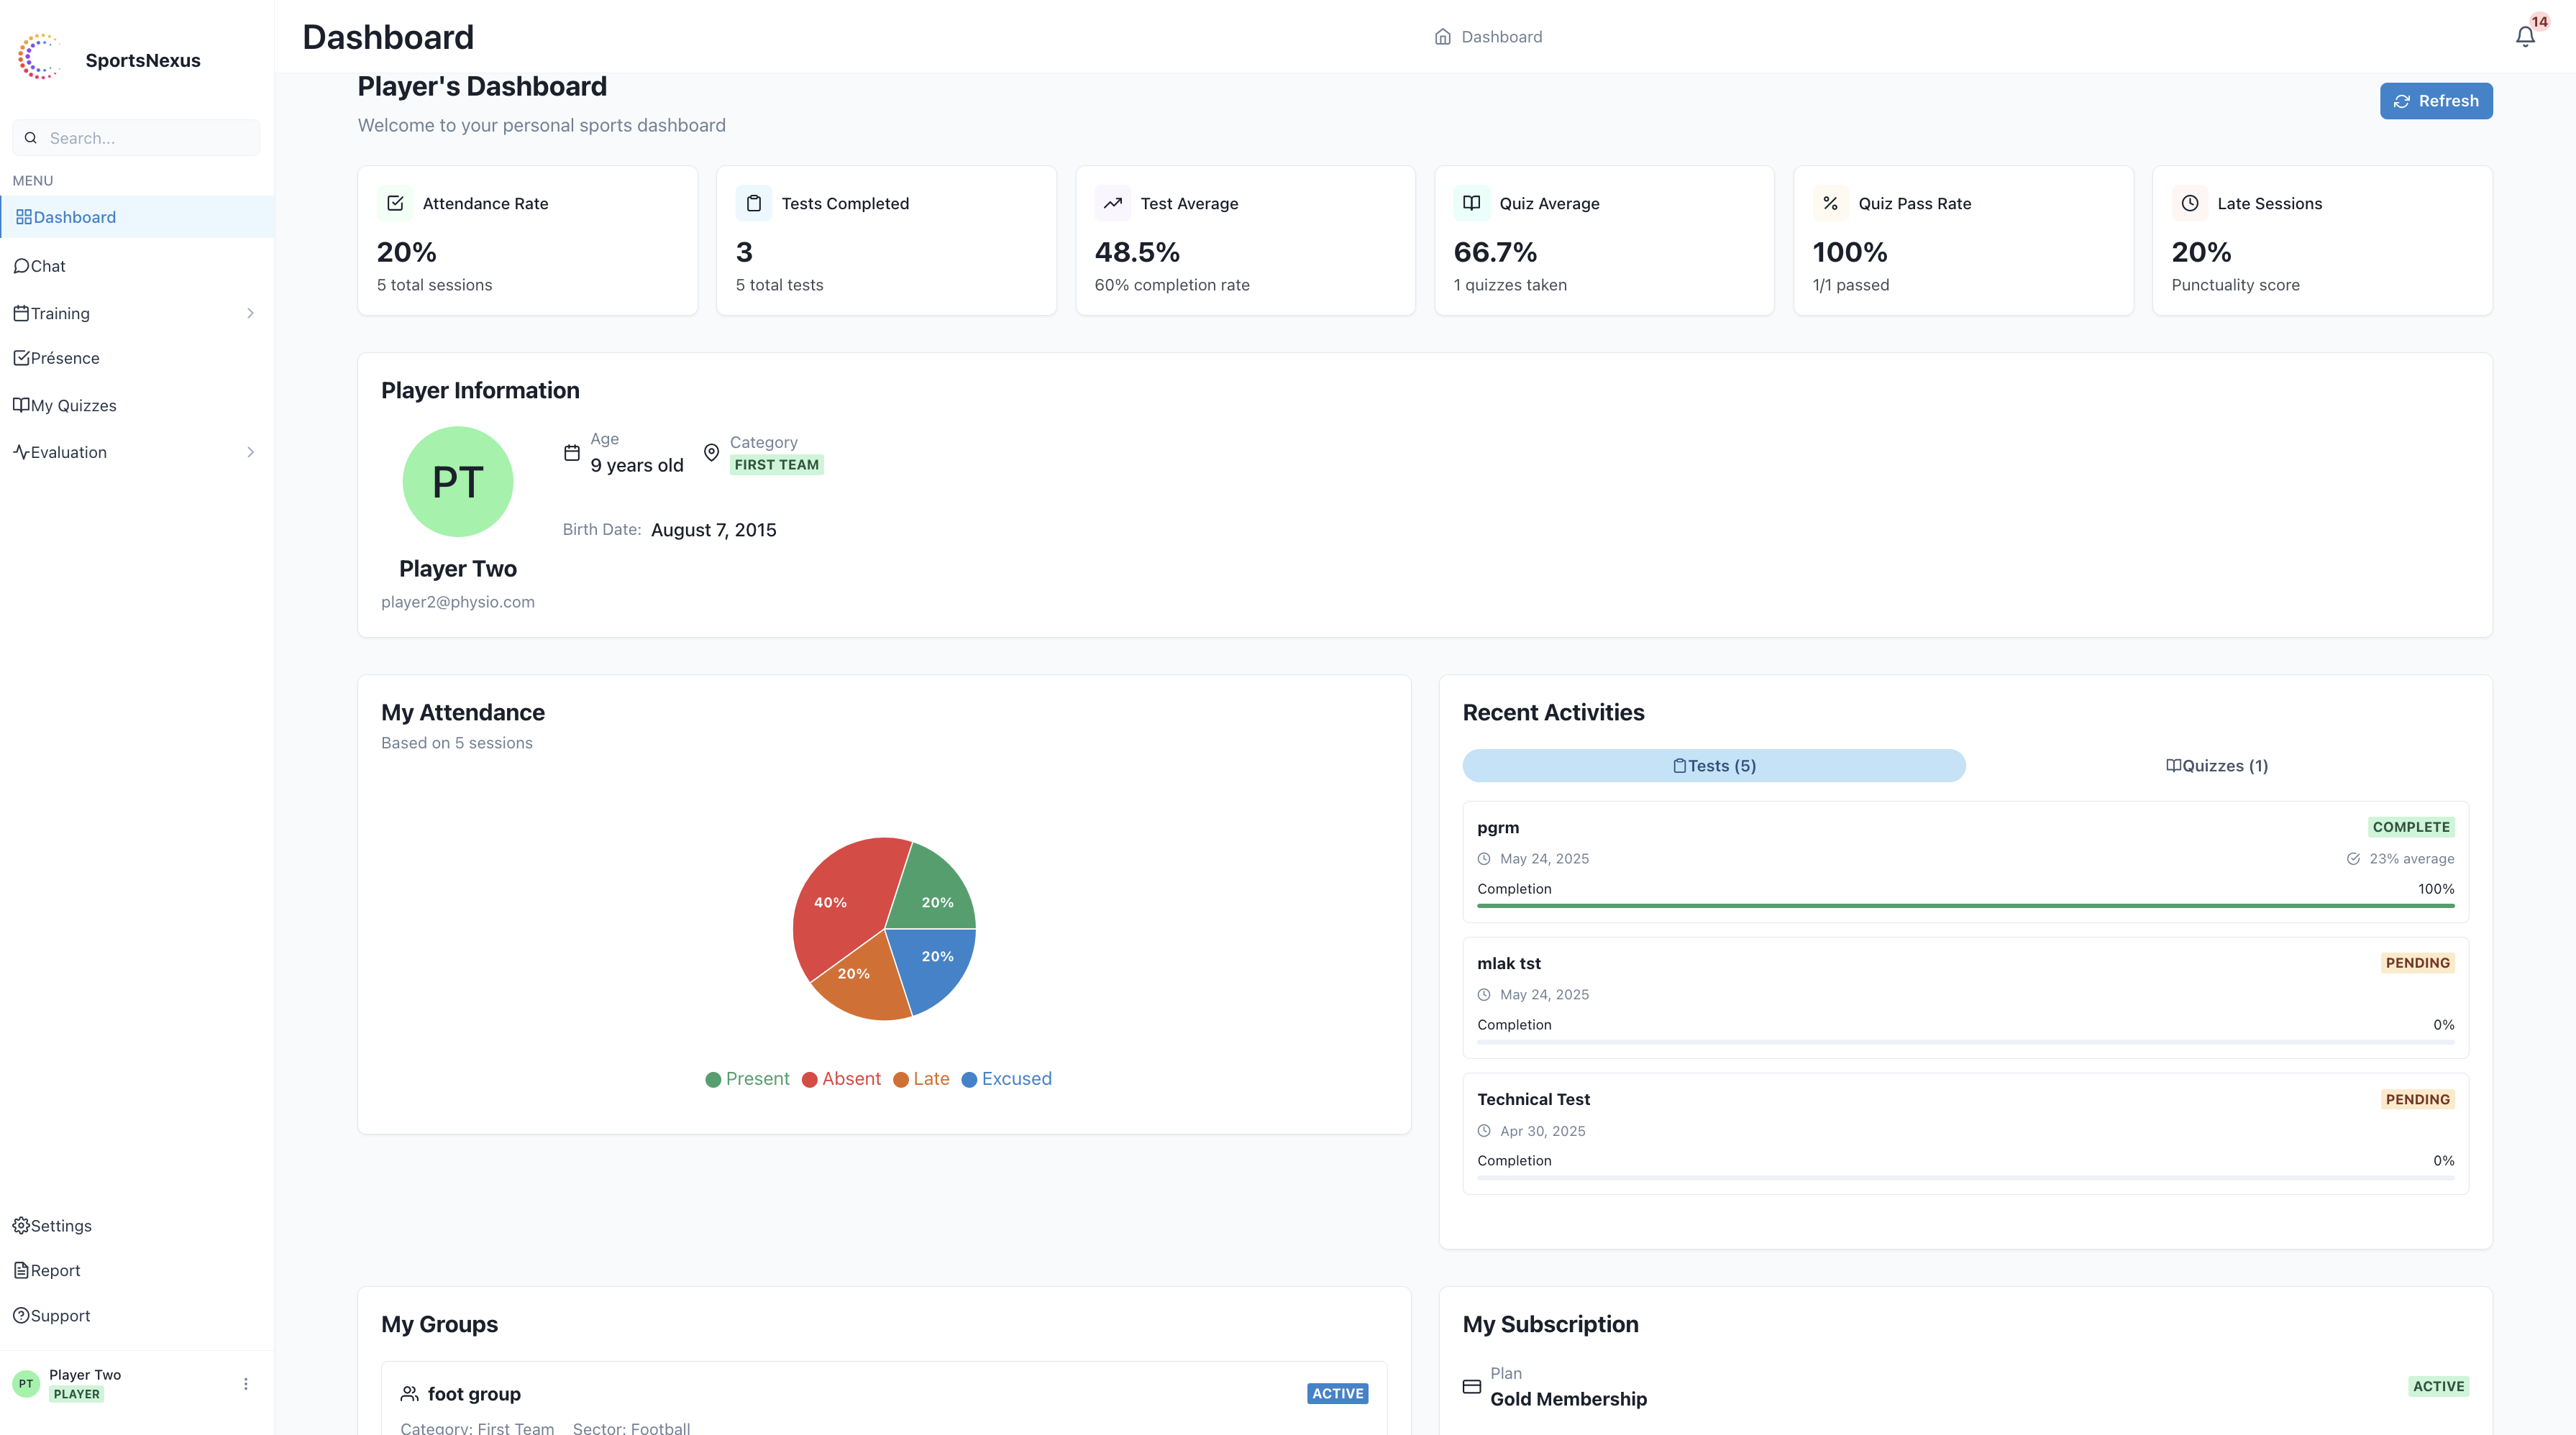 SportsNexus
Search...
MENU
Dashboard
Chat
Training
Présence
My Quizzes
Evaluation
Settings
Report
Support
PT
Player Two
PLAYER
Dashboard
Dashboard
14
Player's Dashboard
Welcome to your personal sports dashboard
Refresh
Attendance Rate
20%
5 total sessions
Tests Completed
3
5 total tests
Test Average
48.5%
60% completion rate
Quiz Average
66.7%
1 quizzes taken
Quiz Pass Rate
100%
1/1 passed
Late Sessions
20%
Punctuality score
Player Information
PT
Player Two
player2@physio.com
Age
9 years old
Category
FIRST TEAM
Birth Date: August 7, 2015
My Attendance
Based on 5 sessions
40%
20%
20%
20%
Present Absent Late Excused
Recent Activities
Tests (5)
Quizzes (1)
pgrm
COMPLETE
May 24, 2025
23% average
Completion
100%
mlak tst
PENDING
May 24, 2025
Completion
0%
Technical Test
PENDING
Apr 30, 2025
Completion
0%
My Groups
foot group
ACTIVE
Category: First Team Sector: Football
My Subscription
Plan
Gold Membership
ACTIVE